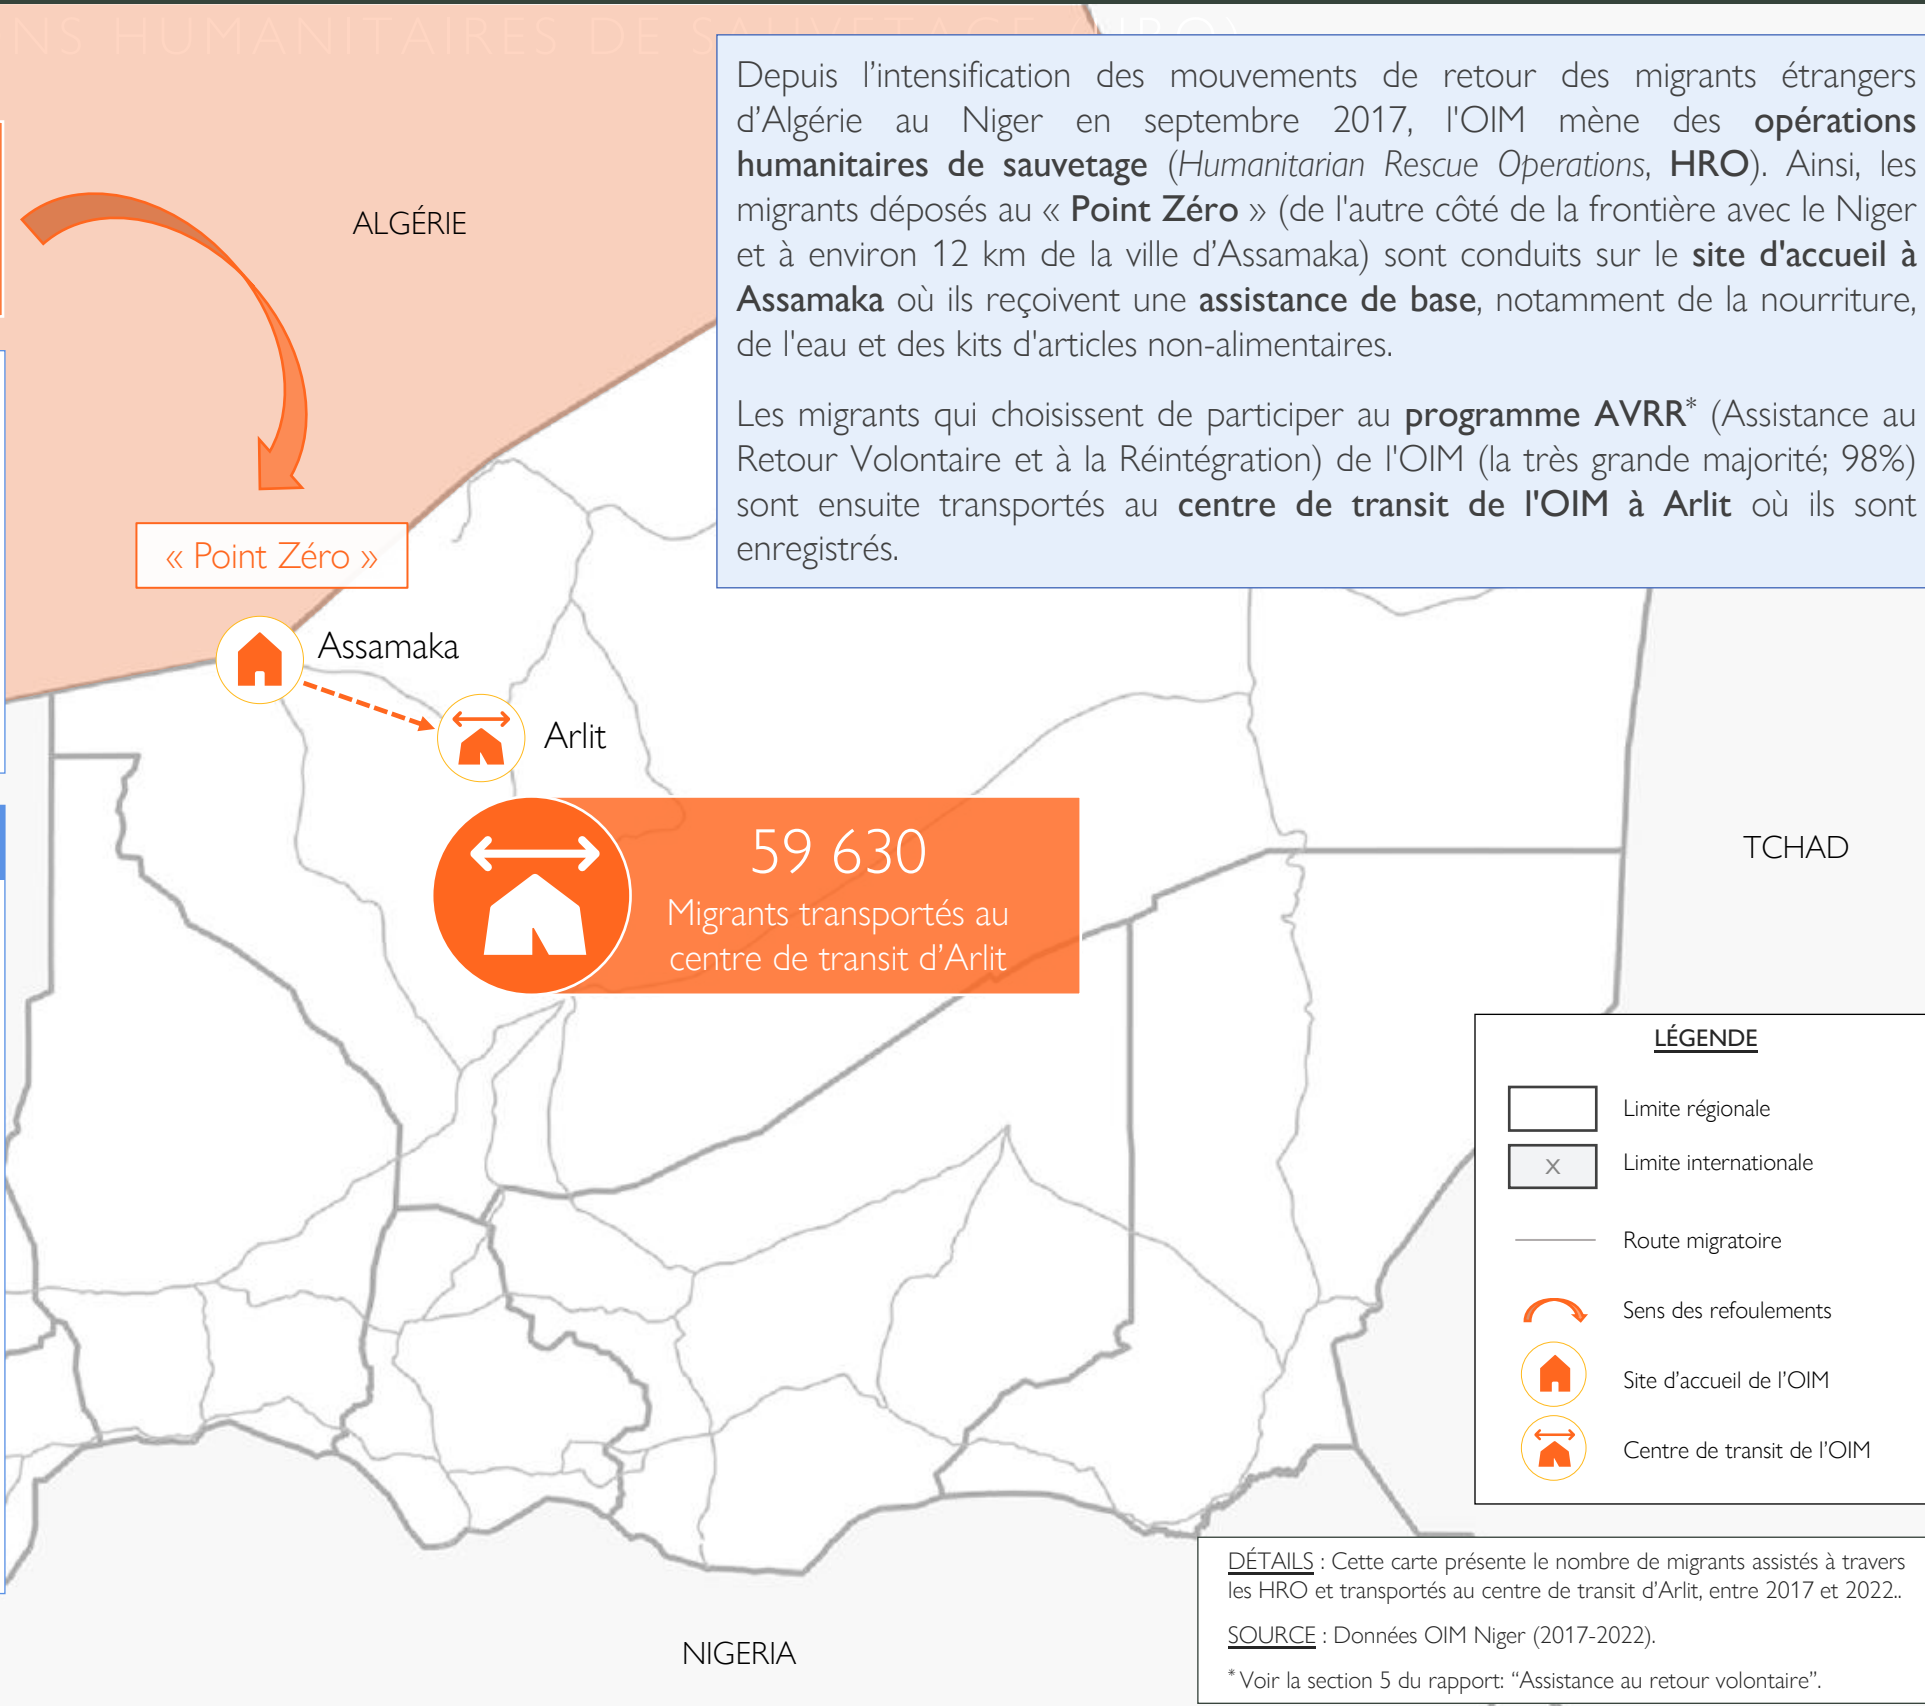 NS HUMANITAIRES DE SAUVETAGE (HRO)
Depuis l’intensification des mouvements de retour des migrants étrangers
d’Algérie au Niger en septembre 2017, l'OIM mène des opérations
humanitaires de sauvetage (Humanitarian Rescue Operations, HRO). Ainsi, les
migrants déposés au « Point Zéro » (de l'autre côté de la frontière avec le Niger
et à environ 12 km de la ville d’Assamaka) sont conduits sur le site d'accueil à
Assamaka où ils reçoivent une assistance de base, notamment de la nourriture,
de l'eau et des kits d'articles non-alimentaires.
Les migrants qui choisissent de participer au programme AVRR* (Assistance au
Retour Volontaire et à la Réintégration) de l'OIM (la très grande majorité; 98%)
sont ensuite transportés au centre de transit de l'OIM à Arlit où ils sont
enregistrés.
ALGÉRIE
« Point Zéro »
Assamaka
Arlit
59 630
Migrants transportés au
centre de transit d’Arlit
TCHAD
NIGERIA
LÉGENDE
Limite régionale
X Limite internationale
Route migratoire
Sens des refoulements
Site d’accueil de l’OIM
Centre de transit de l’OIM
DÉTAILS : Cette carte présente le nombre de migrants assistés à travers
les HRO et transportés au centre de transit d’Arlit, entre 2017 et 2022..
SOURCE : Données OIM Niger (2017-2022).
* Voir la section 5 du rapport: “Assistance au retour volontaire”.